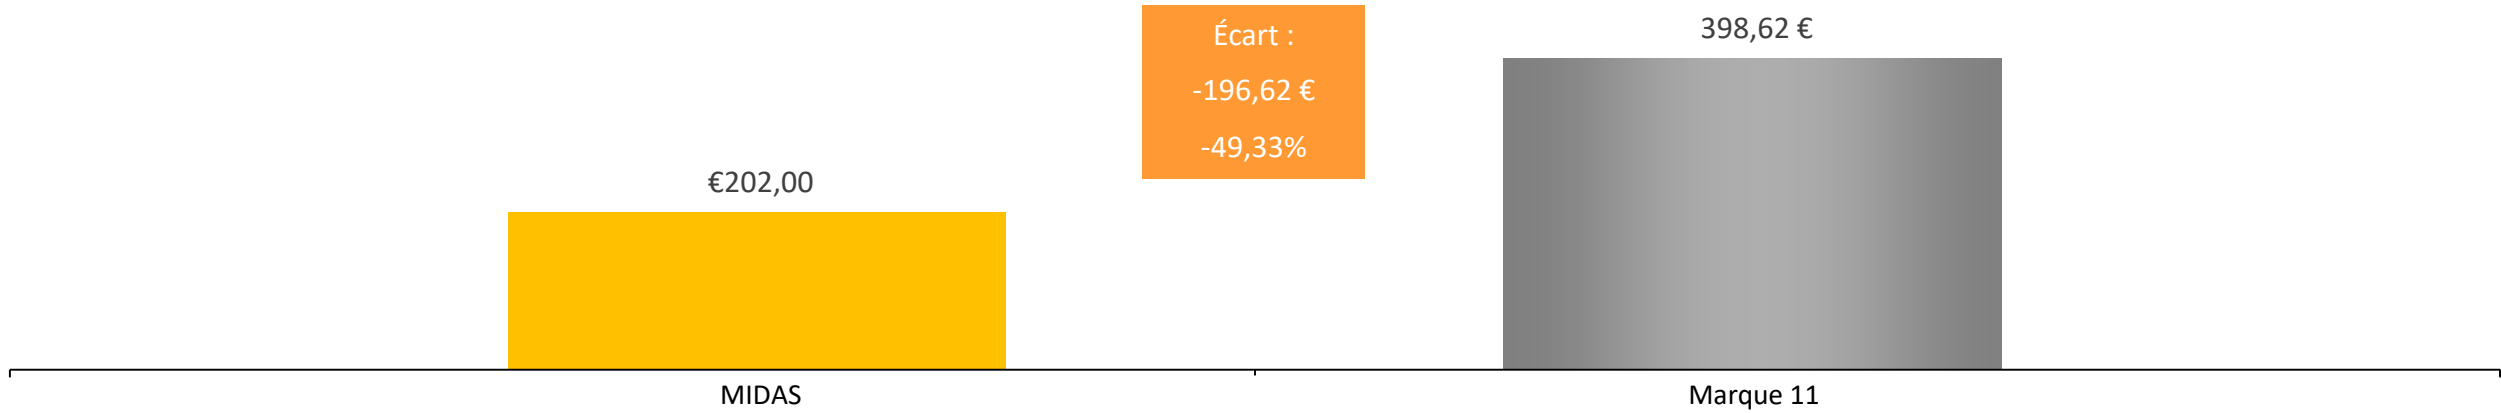 Écart :
-196,62 €
-49,33%
398,62 €
€202,00
MIDAS
Marque 11